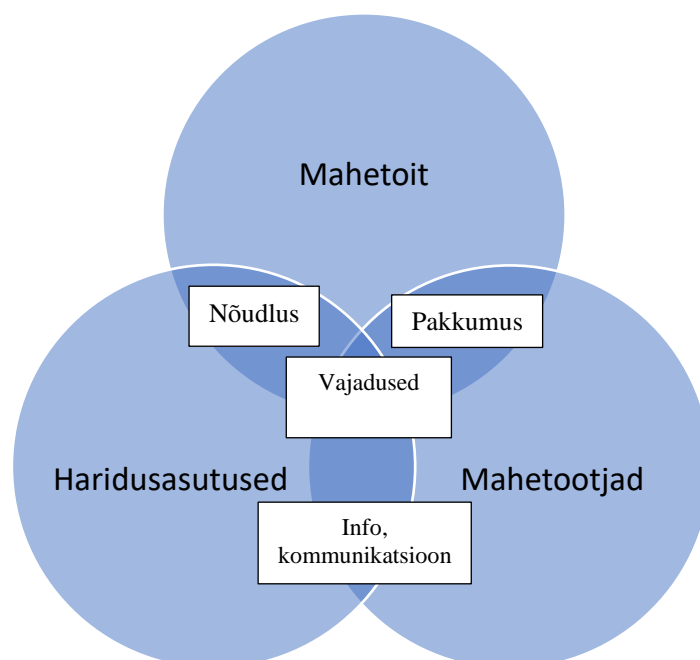 Mahetoit
Nõudlus
Pakkumus
Vajadused
Haridusasutused
Mahetootjad
Info,
kommunikatsioon